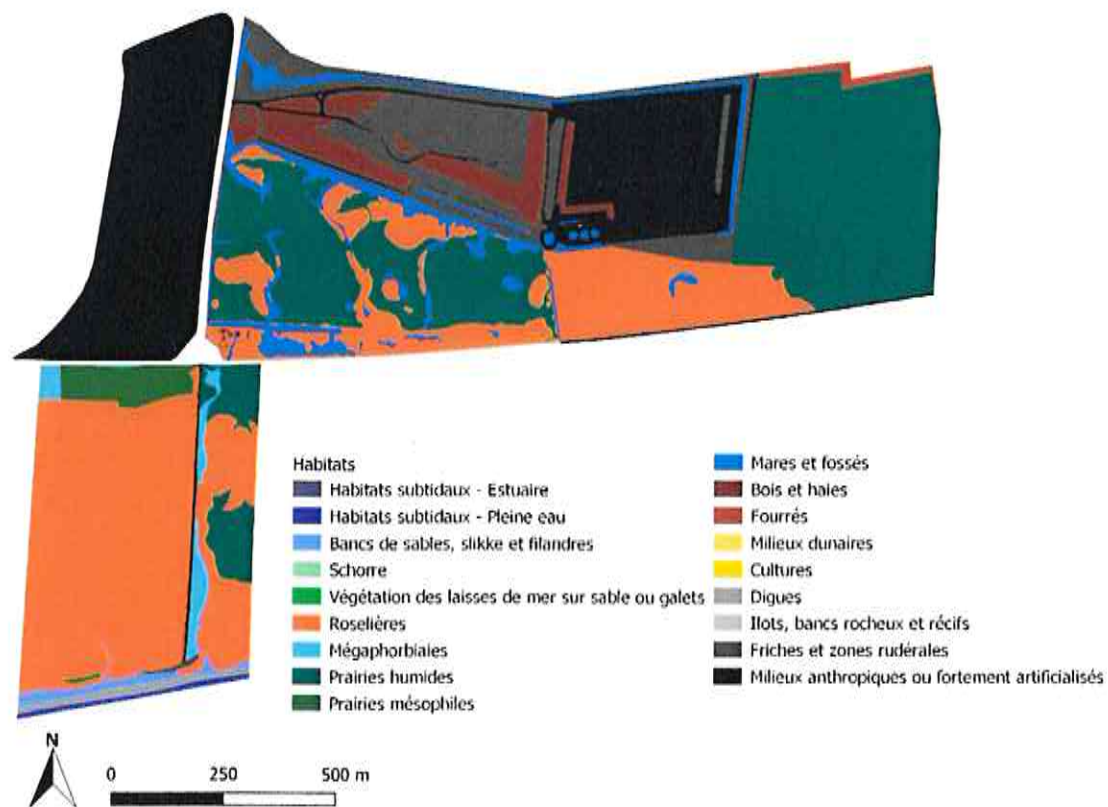 Habitats
Habitats subtidaux - Estuaire
Habitats subtidaux - Pleine eau
Bancs de sables, slikke et filandres
Schorre
Végétation des laisses de mer sur sable ou galets
Roselières
Mégaphorbiaies
Prairies humides
Prairies mésophiles
Mares et fossés
Bois et haies
Fourrés
Milieux dunaires
Cultures
Digues
Ilots, bancs rocheux et récifs
Friches et zones rudérales
Milieux anthropiques ou fortement artificialisés
N
0 250 500 m